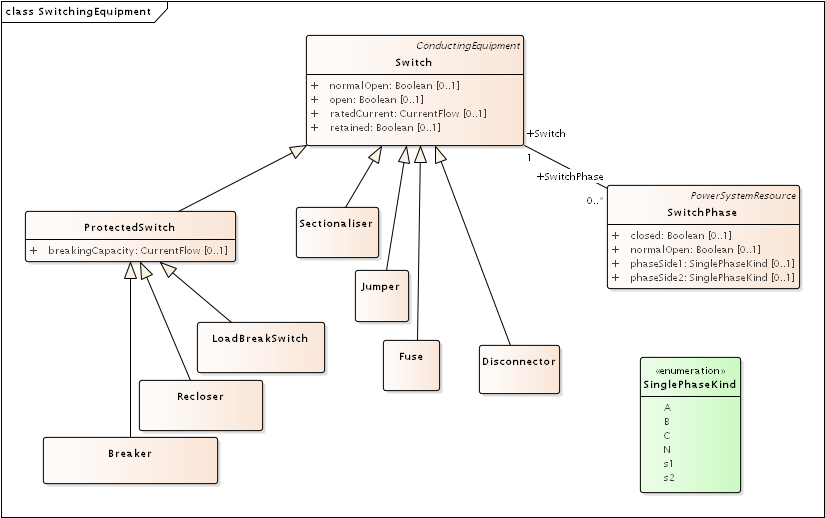 class SwitchingEquipment
ConductingEquipment
Switch
+ normalOpen: Boolean [0..1]
+ open: Boolean [0..1]
+ ratedCurrent: CurrentFlow [0..1]
+ retained: Boolean [0..1]
+Switch
1
+SwitchPhase
0..*
PowerSystemResource
SwitchPhase
+ closed: Boolean [0..1]
+ normalOpen: Boolean [0..1]
+ phaseSide1: SinglePhaseKind [0..1]
+ phaseSide2: SinglePhaseKind [0..1]
ProtectedSwitch
+ breakingCapacity: CurrentFlow [0..1]
Sectionaliser
Jumper
LoadBreakSwitch
Fuse
Disconnector
Recloser
Breaker
«enumeration»
SinglePhaseKind
A
B
C
N
s1
s2